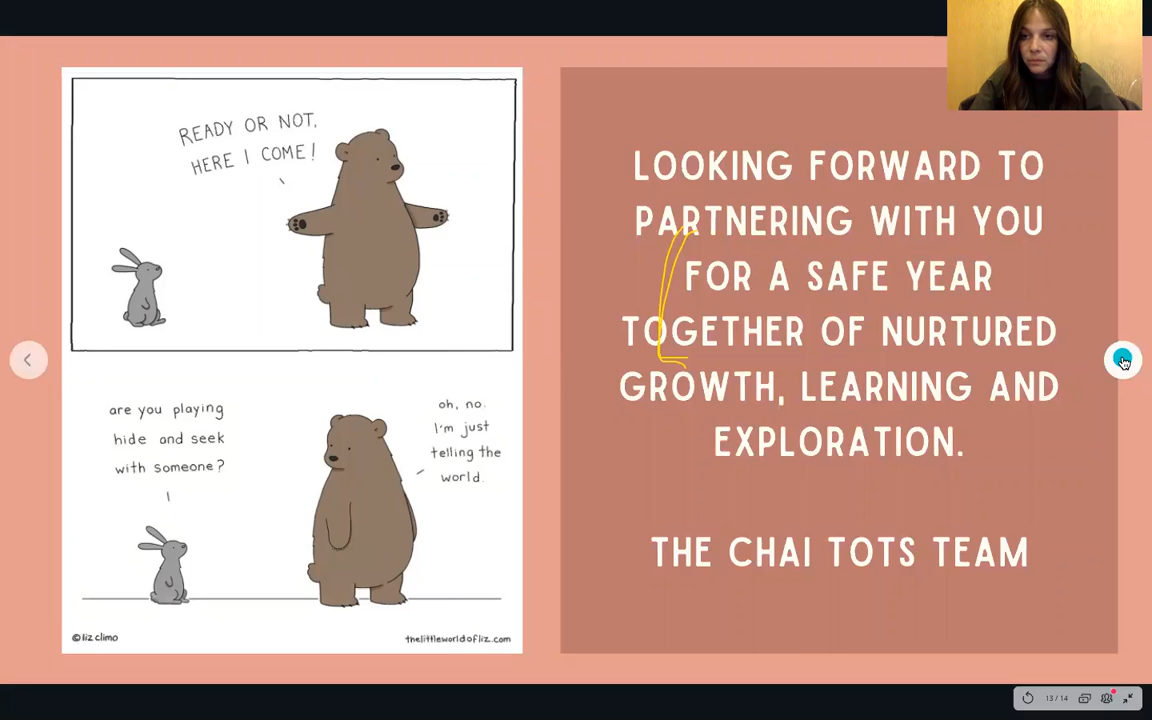 READY OR NOT,
HERE I COME!
are you playing
hide and seek
with someone?
oh, no.
I'm just
telling the
world.
©liz climo
thelittleworldofliz.com
LOOKING FORWARD TO
PARTNERING WITH YOU
FOR A SAFE YEAR
TOGETHER OF NURTURED
GROWTH, LEARNING AND
EXPLORATION.
THE CHAI TOTS TEAM
13 / 14